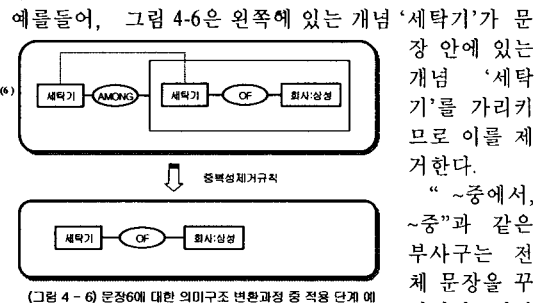 예를들어, 그림 4-6은 왼쪽에 있는 개념 ‘세탁기’가 문
장 안에 있는
개념 ‘세탁
기’를 가리키
므로 이를 제
거한다.
“ ~중에서,
~중”과 같은
부사구는 전
체 문장을 꾸
(6)
세탁기 AMONG 세탁기 OF 회사:삼성
중복성제거규칙
세탁기 OF 회사:삼성
(그림 4 - 6) 문장6에 대한 의미구조 변환과정 중 적용 단계 예